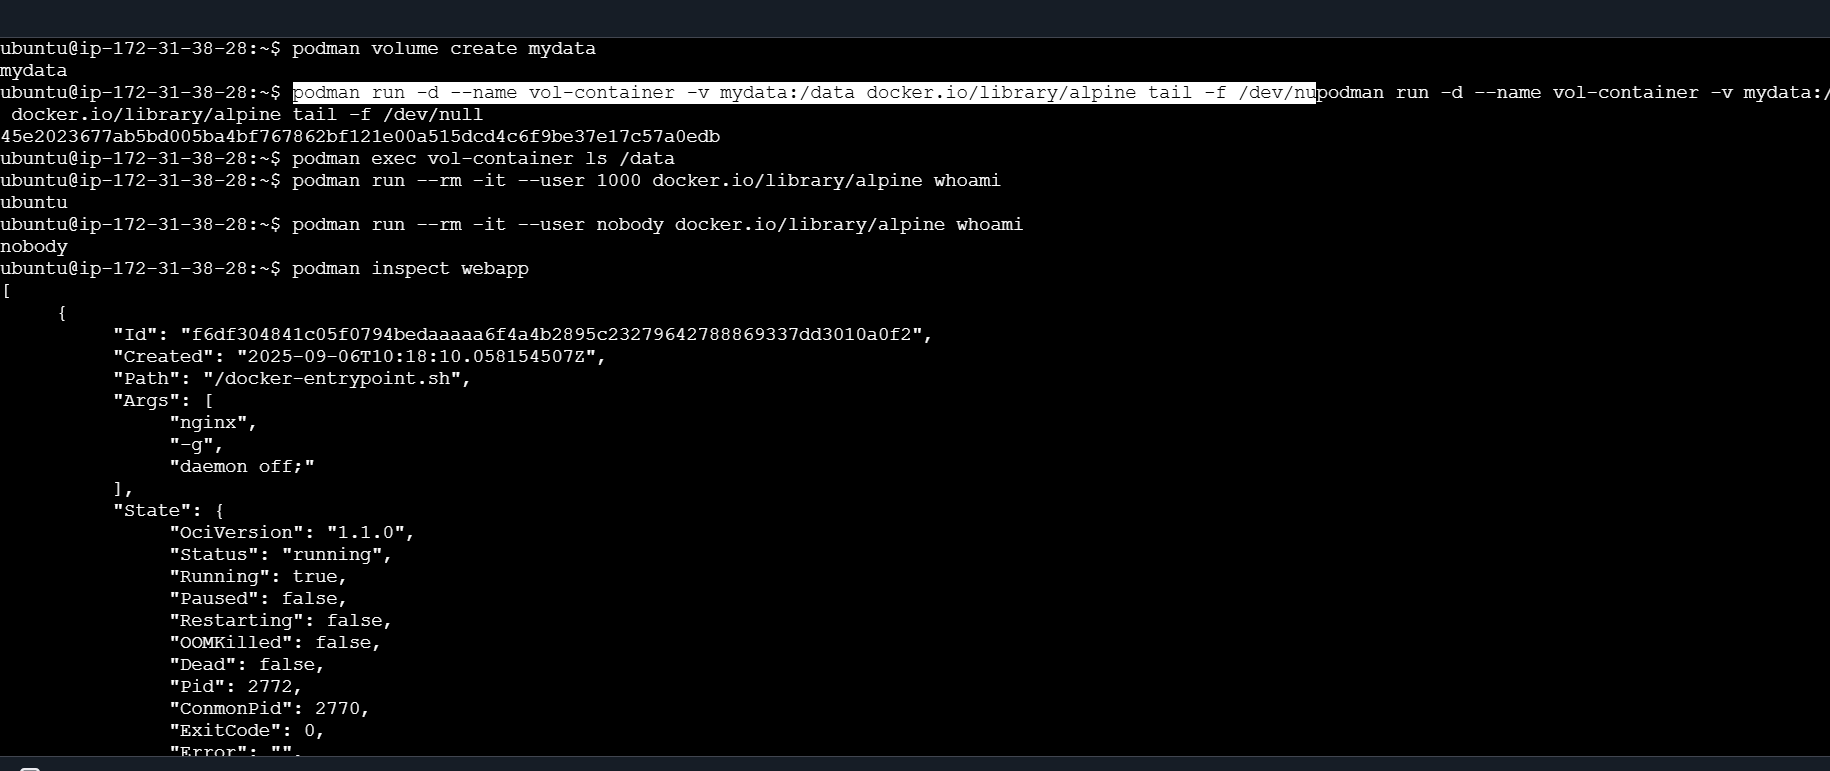 ubuntu@ip-172-31-38-28:~$ podman volume create mydata
mydata
ubuntu@ip-172-31-38-28:~$ podman run -d --name vol-container -v mydata:/data docker.io/library/alpine tail -f /dev/nupodman run -d --name vol-container -v mydata:/
 docker.io/library/alpine tail -f /dev/null
45e2023677ab5bd005ba4bf767862bf121e00a515dcd4c6f9be37e17c57a0edb
ubuntu@ip-172-31-38-28:~$ podman exec vol-container ls /data
ubuntu@ip-172-31-38-28:~$ podman run --rm -it --user 1000 docker.io/library/alpine whoami
ubuntu
ubuntu@ip-172-31-38-28:~$ podman run --rm -it --user nobody docker.io/library/alpine whoami
nobody
ubuntu@ip-172-31-38-28:~$ podman inspect webapp
[
     {
          "Id": "f6df304841c05f0794bedaaaaa6f4a4b2895c23279642788869337dd3010a0f2",
          "Created": "2025-09-06T10:18:10.058154507Z",
          "Path": "/docker-entrypoint.sh",
          "Args": [
               "nginx",
               "-g",
               "daemon off;"
          ],
          "State": {
               "OciVersion": "1.1.0",
               "Status": "running",
               "Running": true,
               "Paused": false,
               "Restarting": false,
               "OOMKilled": false,
               "Dead": false,
               "Pid": 2772,
               "ConmonPid": 2770,
               "ExitCode": 0,
               "Error": "",